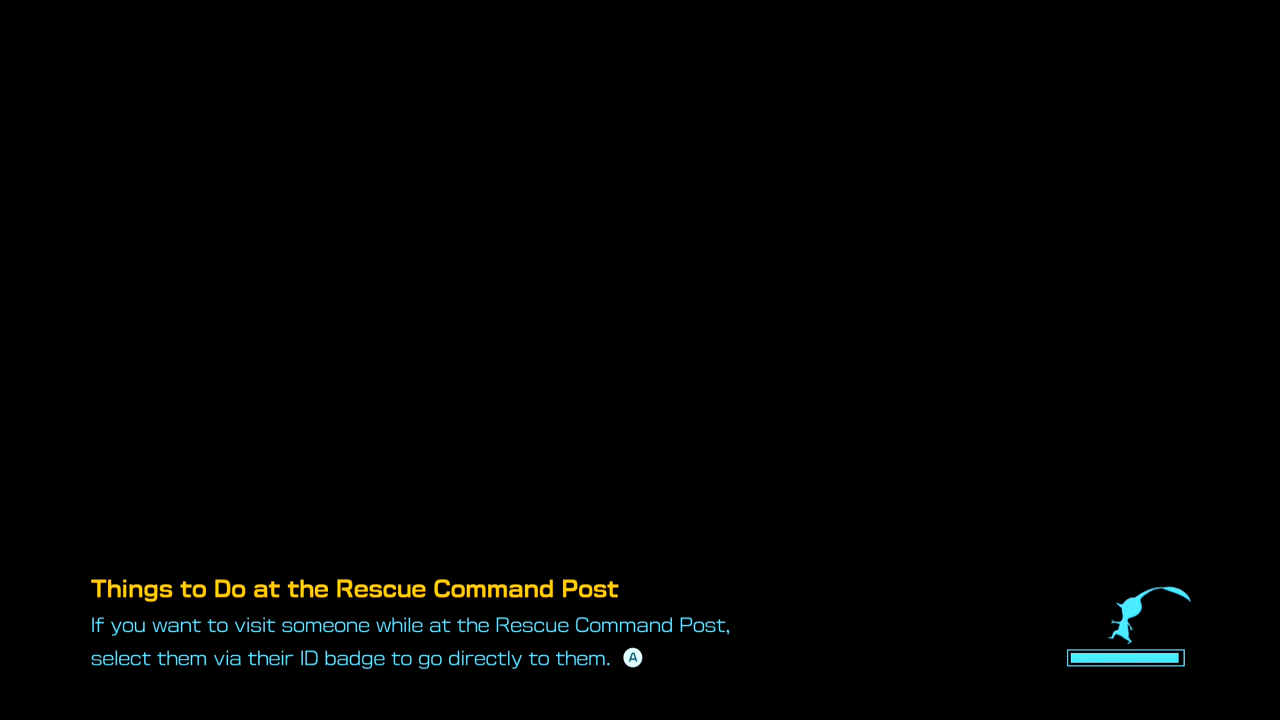 Things to Do at the Rescue Command Post
If you want to visit someone while at the Rescue Command Post,
select them via their ID badge to go directly to them. A